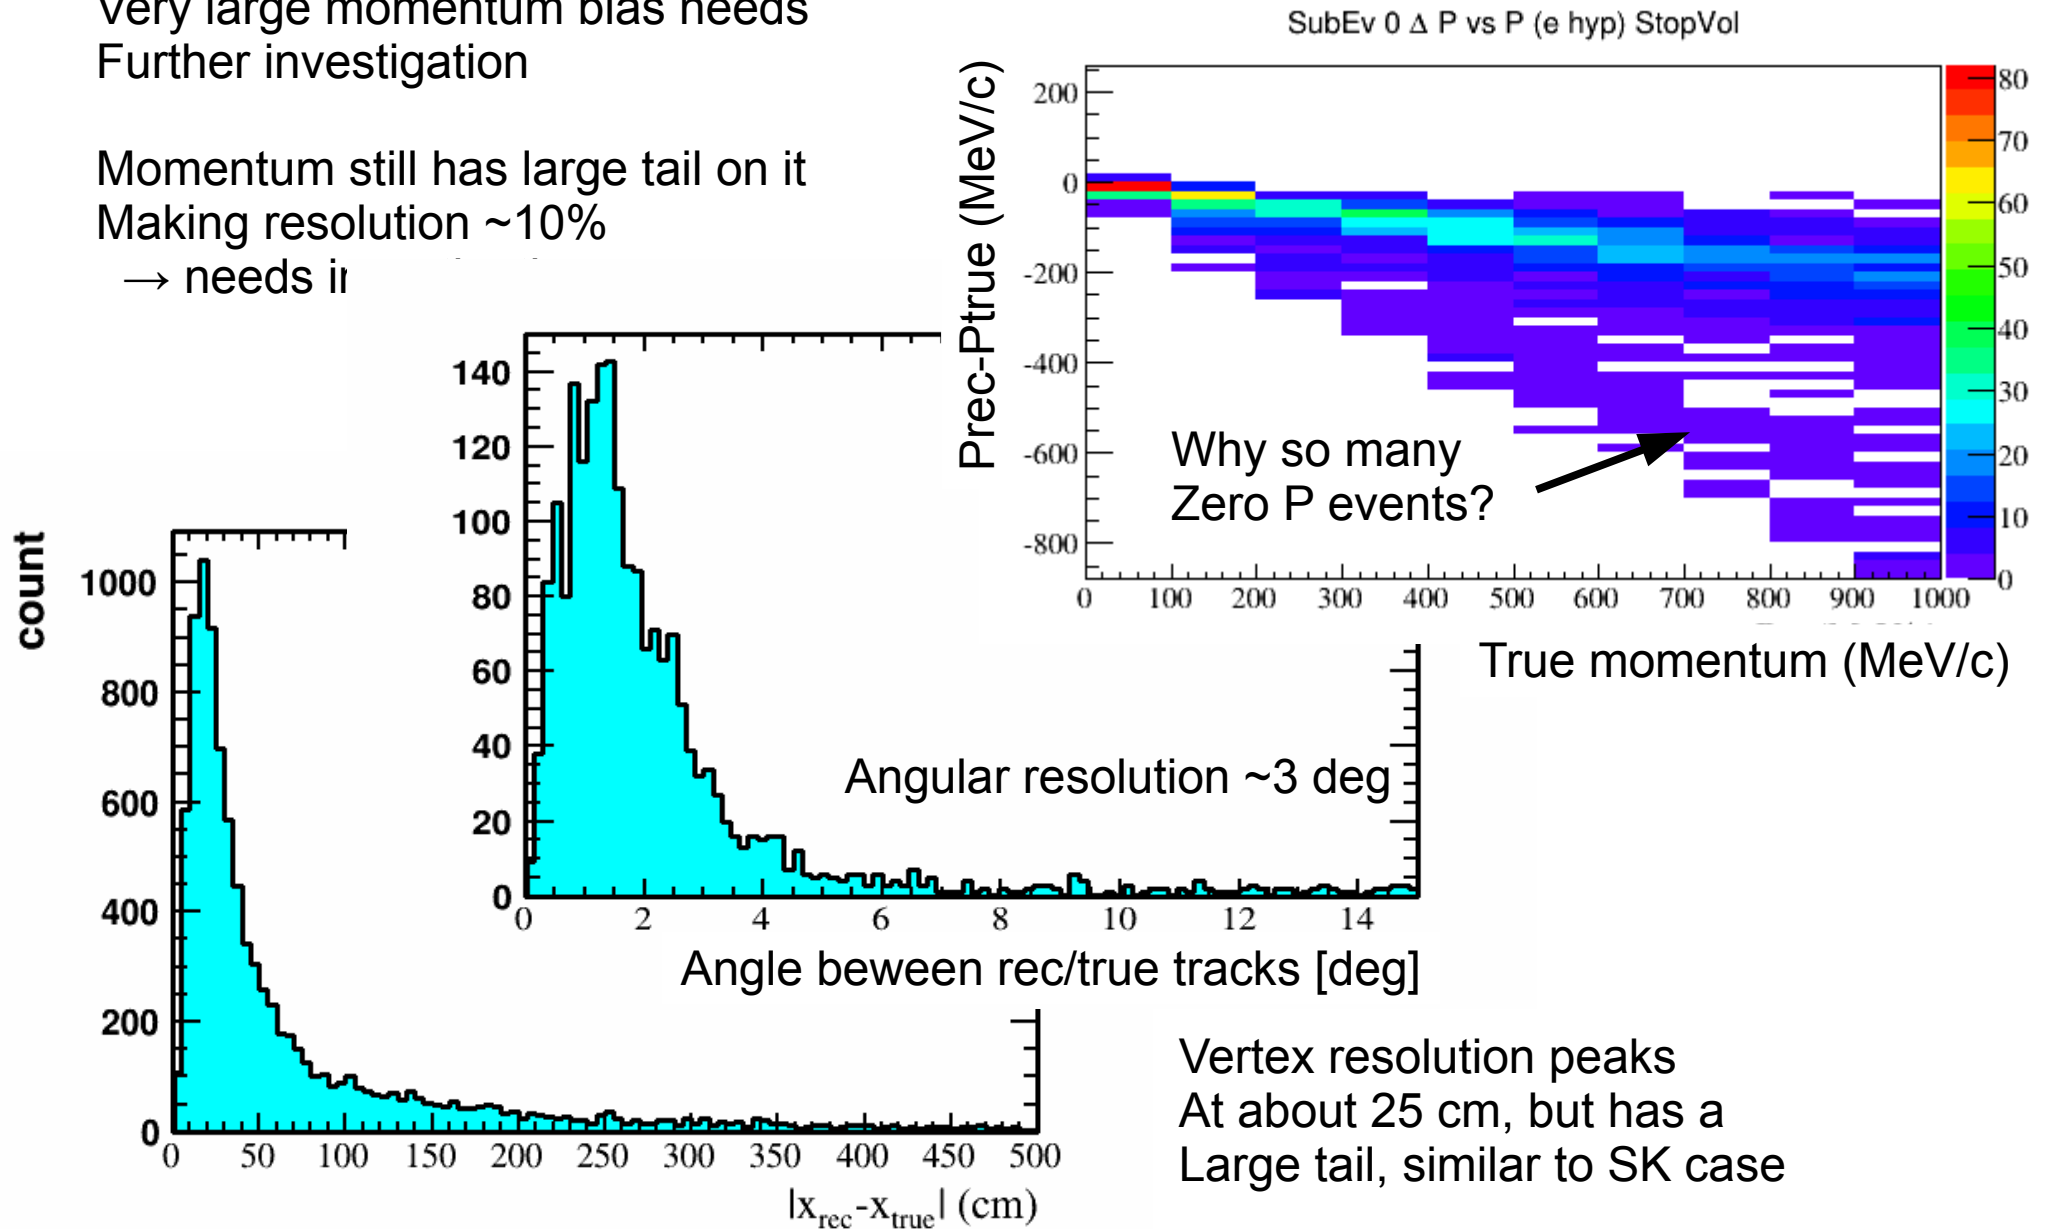 Very large momentum bias needs
Further investigation
Momentum still has large tail on it
Making resolution ~10%
→ needs
SubEv 0 Δ P vs P (e hyp) StopVol
Prec-Ptrue (MeV/c)
200
0
-200
-400
-600
-800
Why so many
Zero P events?
0 100 200 300 400 500 600 700 800 900 1000
80
70
60
50
40
30
20
10
0
True momentum (MeV/c)
140
120
100
80
60
40
20
0
Angular resolution ~3 deg
0 2 4 6 8 10 12 14
Angle beween rec/true tracks [deg]
count
1000
800
600
400
200
0
0 50 100 150 200 250 300 350 400 450 500
|xrec-xtrue| (cm)
Vertex resolution peaks
At about 25 cm, but has a
Large tail, similar to SK case